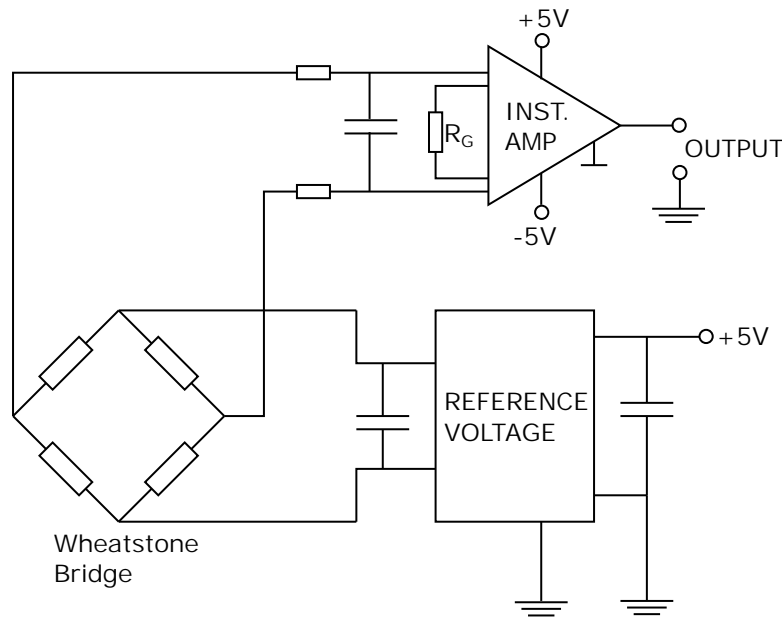 +5V
INST.
AMP
R_G
OUTPUT
-5V
+5V
REFERENCE
VOLTAGE
Wheatstone
Bridge